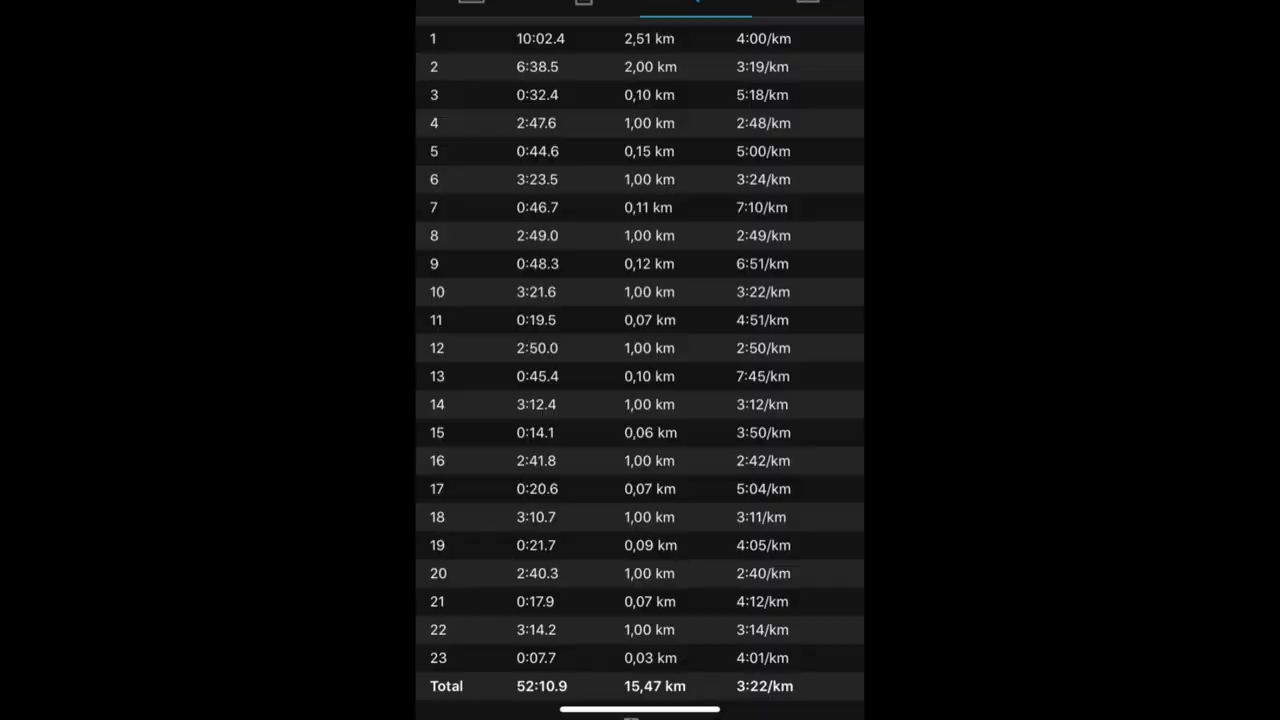 1 10:02.4 2,51 km 4:00/km
2 6:38.5 2,00 km 3:19/km
3 0:32.4 0,10 km 5:18/km
4 2:47.6 1,00 km 2:48/km
5 0:44.6 0,15 km 5:00/km
6 3:23.5 1,00 km 3:24/km
7 0:46.7 0,11 km 7:10/km
8 2:49.0 1,00 km 2:49/km
9 0:48.3 0,12 km 6:51/km
10 3:21.6 1,00 km 3:22/km
11 0:19.5 0,07 km 4:51/km
12 2:50.0 1,00 km 2:50/km
13 0:45.4 0,10 km 7:45/km
14 3:12.4 1,00 km 3:12/km
15 0:14.1 0,06 km 3:50/km
16 2:41.8 1,00 km 2:42/km
17 0:20.6 0,07 km 5:04/km
18 3:10.7 1,00 km 3:11/km
19 0:21.7 0,09 km 4:05/km
20 2:40.3 1,00 km 2:40/km
21 0:17.9 0,07 km 4:12/km
22 3:14.2 1,00 km 3:14/km
23 0:07.7 0,03 km 4:01/km
Total 52:10.9 15,47 km 3:22/km